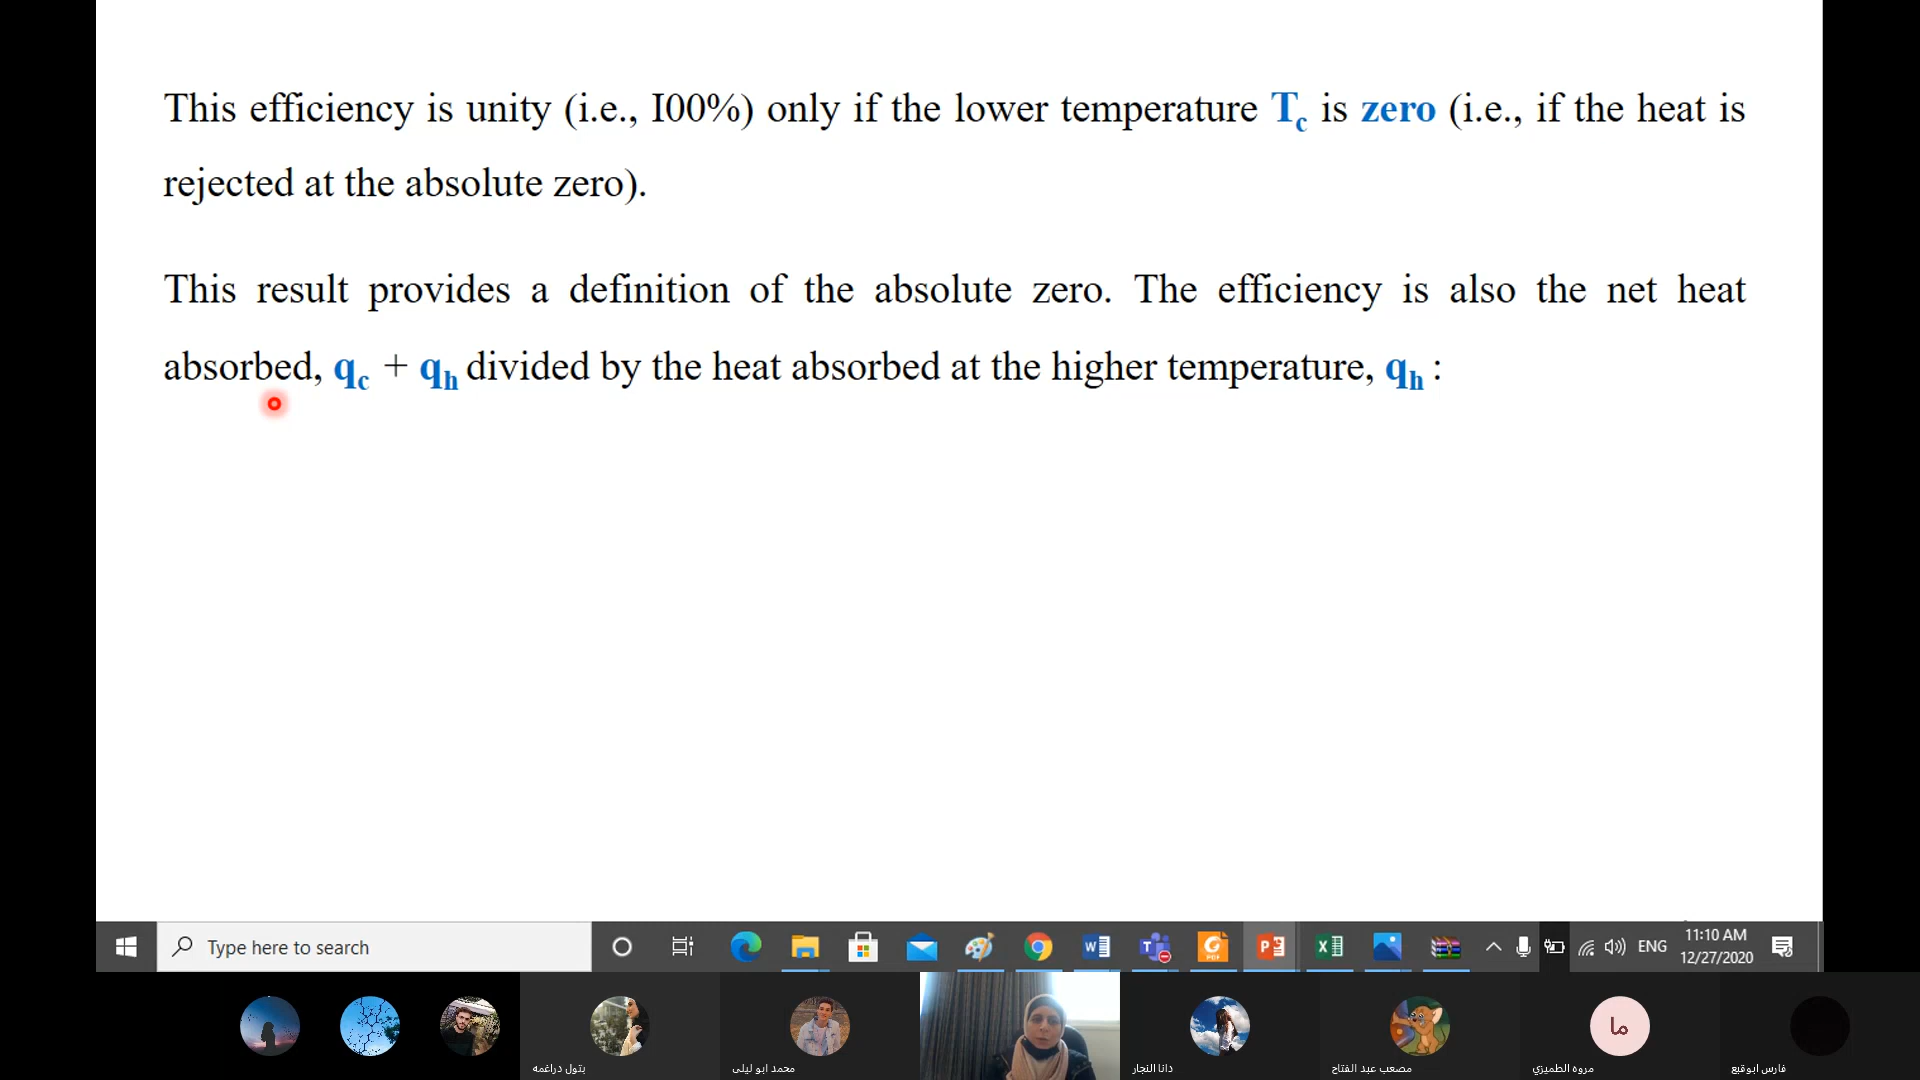 This efficiency is unity (i.e., I00%) only if the lower temperature Tc is zero (i.e., if the heat is
rejected at the absolute zero).
This result provides a definition of the absolute zero. The efficiency is also the net heat
absorbed, qc + qh divided by the heat absorbed at the higher temperature, qh :
Type here to search
ENG
11:10 AM
12/27/2020
ما
بتول دراغمه
محمد ابو ليلى
دانا النجار
مصعب عبد الفتاح
مروه الطميزي
فارس ابوقبع